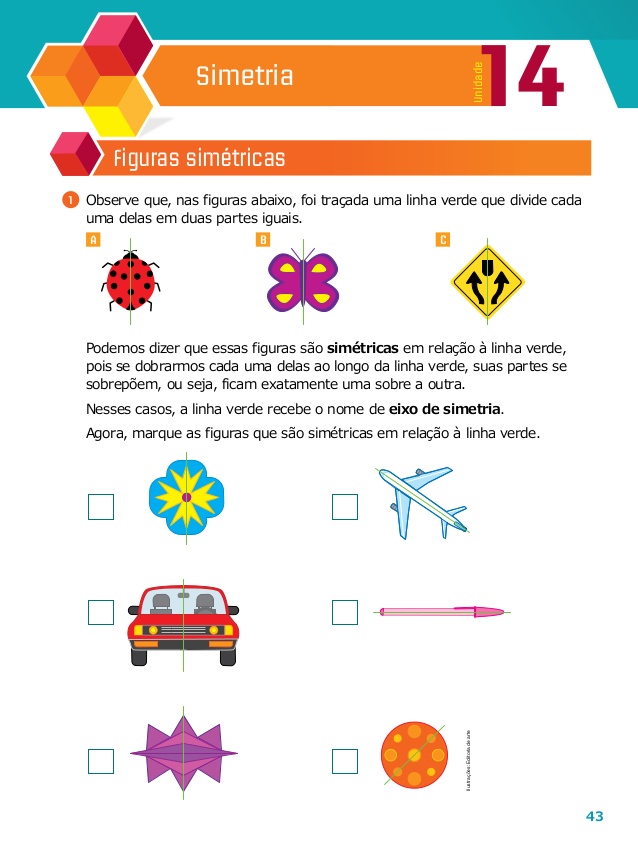 Simetria
Unidade
14
Figuras simétricas
1 Observe que, nas figuras abaixo, foi traçada uma linha verde que divide cada
uma delas em duas partes iguais.
A B C
Podemos dizer que essas figuras são simétricas em relação à linha verde,
pois se dobrarmos cada uma delas ao longo da linha verde, suas partes se
sobrepõem, ou seja, ficam exatamente uma sobre a outra.
Nesses casos, a linha verde recebe o nome de eixo de simetria.
Agora, marque as figuras que são simétricas em relação à linha verde.
Ilustrações: Editoria de arte
43